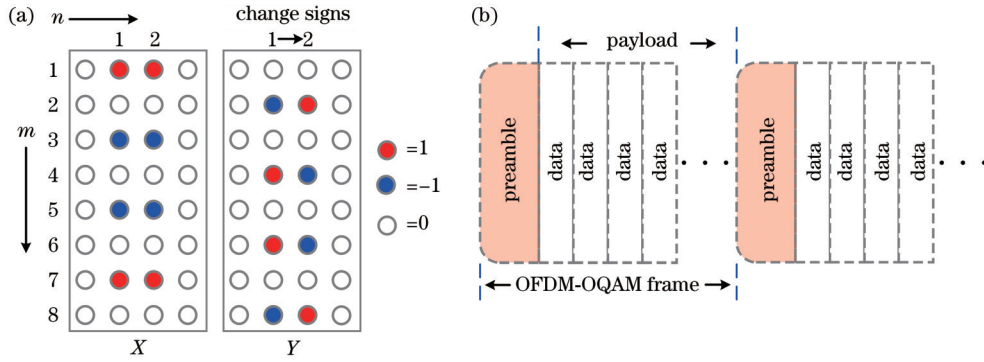 (a)
n
change signs
1 2
1→2
1
2
3
m
4
5
6
7
8
X
Y
=1
=−1
=0
(b)
payload
preamble
data
data
data
data
· · ·
preamble
data
data
data
data
· · ·
OFDM-OQAM frame